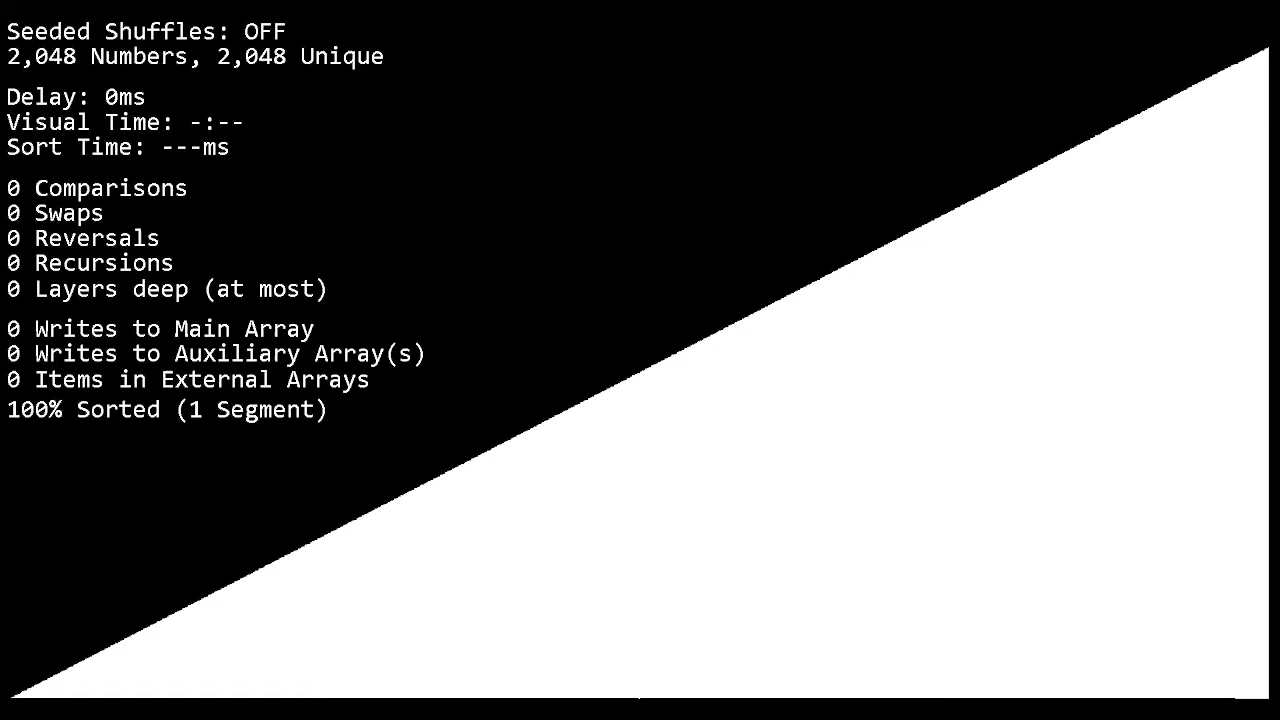 Seeded Shuffles: OFF
2,048 Numbers, 2,048 Unique
Delay: 0ms
Visual Time: -:--
Sort Time: ---ms
0 Comparisons
0 Swaps
0 Reversals
0 Recursions
0 Layers deep (at most)
0 Writes to Main Array
0 Writes to Auxiliary Array(s)
0 Items in External Arrays
100% Sorted (1 Segment)